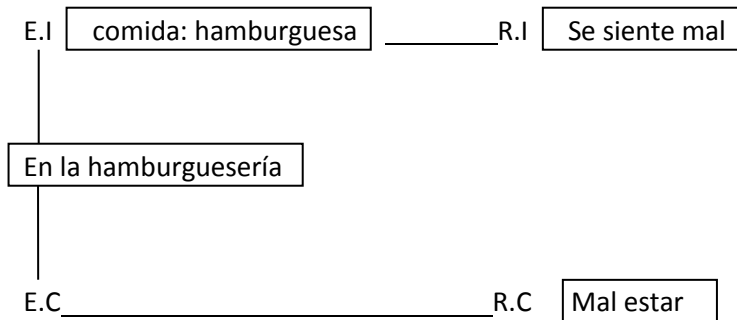 E.I comida: hamburguesa R.I Se siente mal
En la hamburguesería
E.C R.C Mal estar